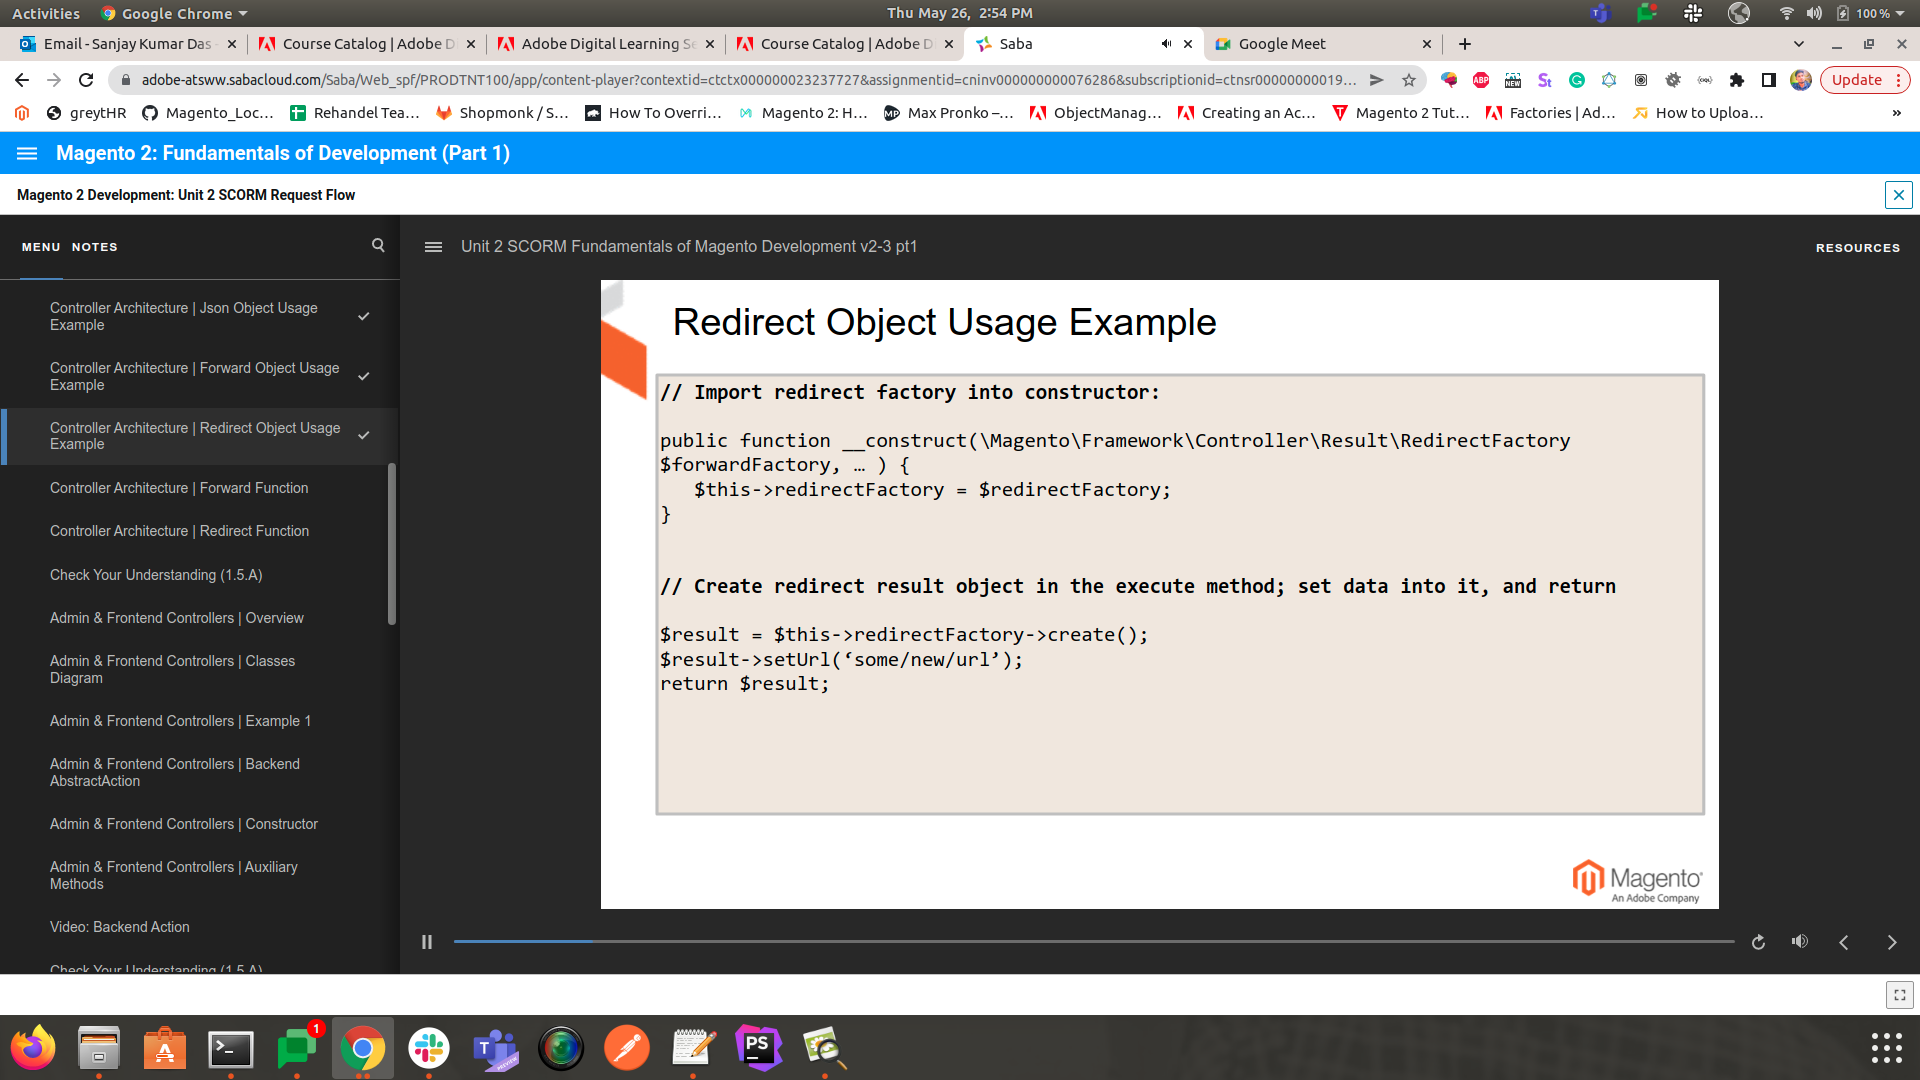 Activities
Google Chrome
Thu May 26, 2:54 PM
100 %
Email - Sanjay Kumar Das
Course Catalog | Adobe D
Adobe Digital Learning Se
Course Catalog | Adobe D
Saba
Google Meet
adobe-atsww.sabacloud.com/Saba/Web_spf/PRODTNT100/app/content-player?contextid=ctctx000000023237727&assignmentid=cninv000000000076286&subscriptionid=ctnsr00000000019...
ABP
NEW
Update
greytHR
Magento_Loc...
Rehandel Tea...
Shopmonk / S...
How To Overri...
Magento 2: H...
Max Pronko –...
ObjectManag...
Creating an Ac...
Magento 2 Tut...
Factories | Ad...
How to Uploa...
Magento 2: Fundamentals of Development (Part 1)
Magento 2 Development: Unit 2 SCORM Request Flow
MENU NOTES
Unit 2 SCORM Fundamentals of Magento Development v2-3 pt1
RESOURCES
Controller Architecture | Json Object Usage
Example
Controller Architecture | Forward Object Usage
Example
Controller Architecture | Redirect Object Usage
Example
Controller Architecture | Forward Function
Controller Architecture | Redirect Function
Check Your Understanding (1.5.A)
Admin & Frontend Controllers | Overview
Admin & Frontend Controllers | Classes
Diagram
Admin & Frontend Controllers | Example 1
Admin & Frontend Controllers | Backend
AbstractAction
Admin & Frontend Controllers | Constructor
Admin & Frontend Controllers | Auxiliary
Methods
Video: Backend Action
Check Your Understanding (1.5.A)
Redirect Object Usage Example
// Import redirect factory into constructor:
public function __construct(\Magento\Framework\Controller\Result\RedirectFactory
$forwardFactory, … ) {
$this->redirectFactory = $redirectFactory;
}
// Create redirect result object in the execute method; set data into it, and return
$result = $this->redirectFactory->create();
$result->setUrl(‘some/new/url’);
return $result;
Magento
An Adobe Company
1
PS